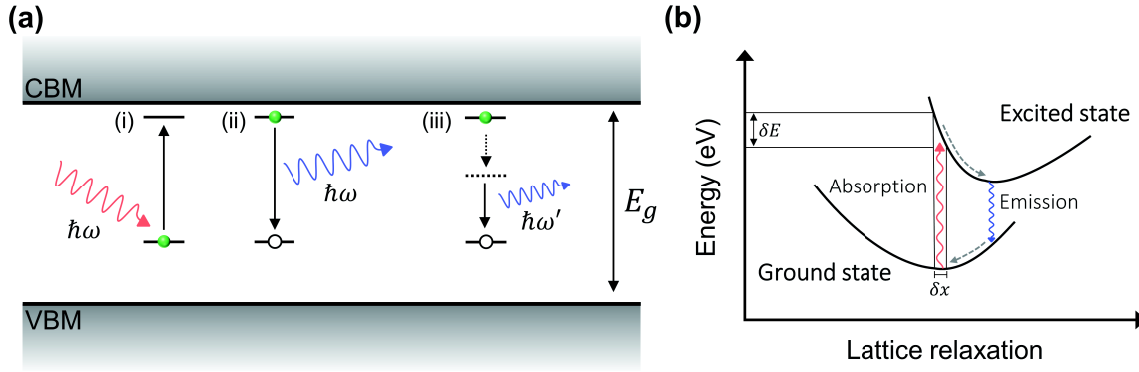 (a)
CBM
(i)
(ii)
(iii)
ħω
ħω
ħω′
E_g
VBM
(b)
Energy (eV)
δE
Excited state
Absorption
Emission
Ground state
δx
Lattice relaxation